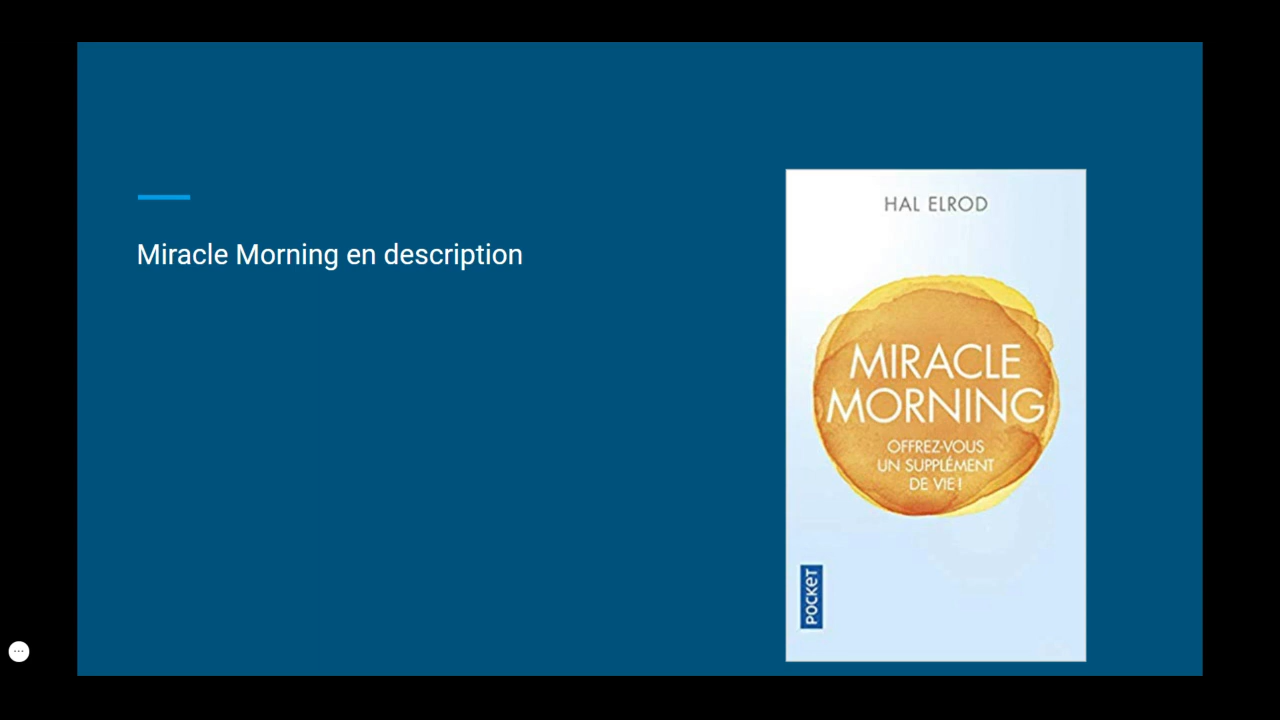 Miracle Morning en description
HAL ELROD
MIRACLE
MORNING
OFFREZ-VOUS
UN SUPPLÉMENT
DE VIE !
POCKET